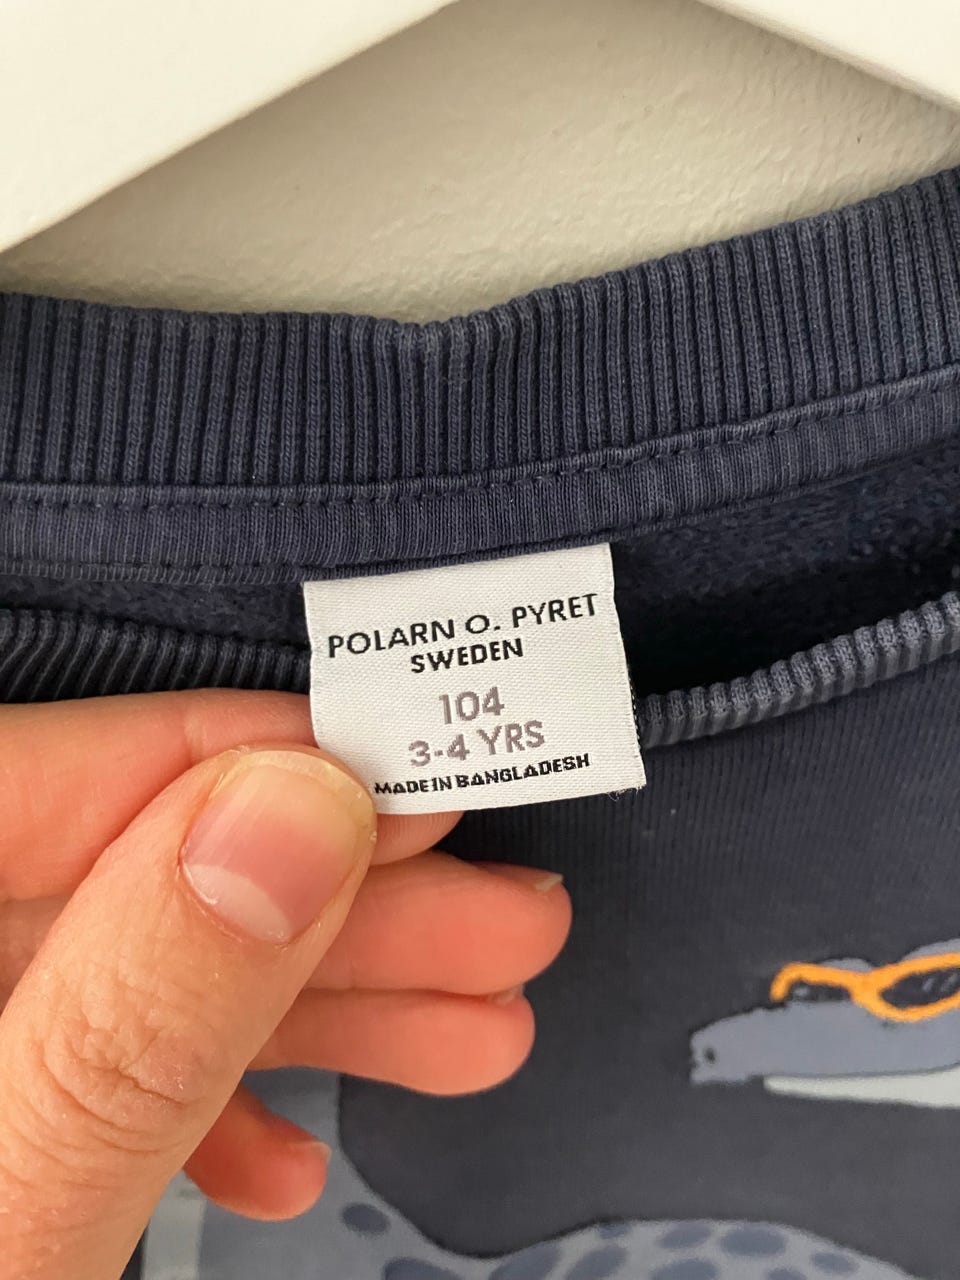 POLARN O. PYRET
SWEDEN
104
3-4 YRS
MADE IN BANGLADESH